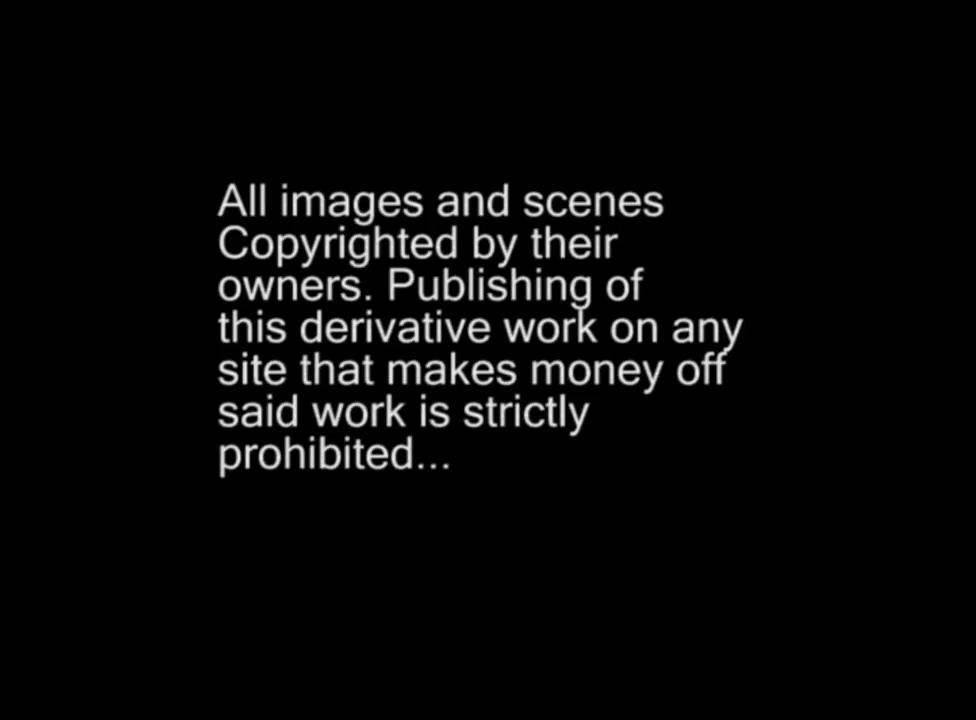 All images and scenes
Copyrighted by their
owners. Publishing of
this derivative work on any
site that makes money off
said work is strictly
prohibited...